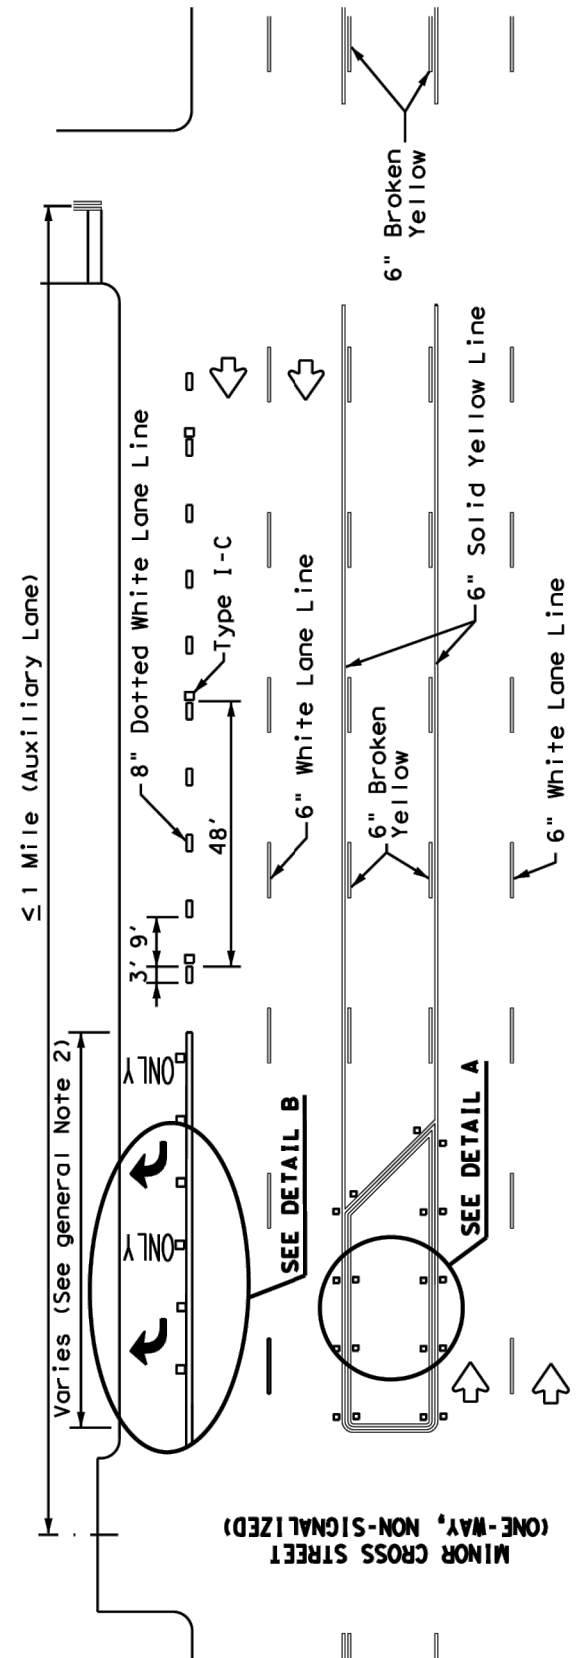 ≤ 1 Mile (Auxiliary Lane)
Varies (See general Note 2)
3' 9'
48'
8" Dotted White Lane Line
Type I-C
ONLY
ONLY
SEE DETAIL B
6" White Lane Line
6" Broken
Yellow
6" Broken
Yellow
6" Solid Yellow Line
SEE DETAIL A
6" White Lane Line
MINOR CROSS STREET
(ONE-WAY, NON-SIGNALIZED)